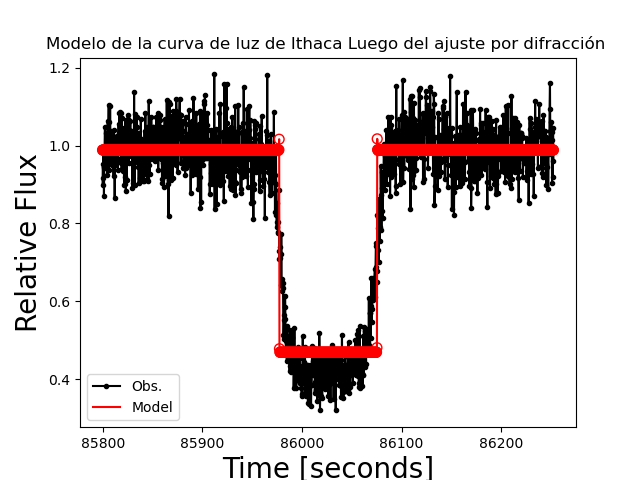 Modelo de la curva de luz de Ithaca Luego del ajuste por difracción
1.2
1.0
0.8
0.6
0.4
Relative Flux
Obs.
Model
85800 85900 86000 86100 86200
Time [seconds]